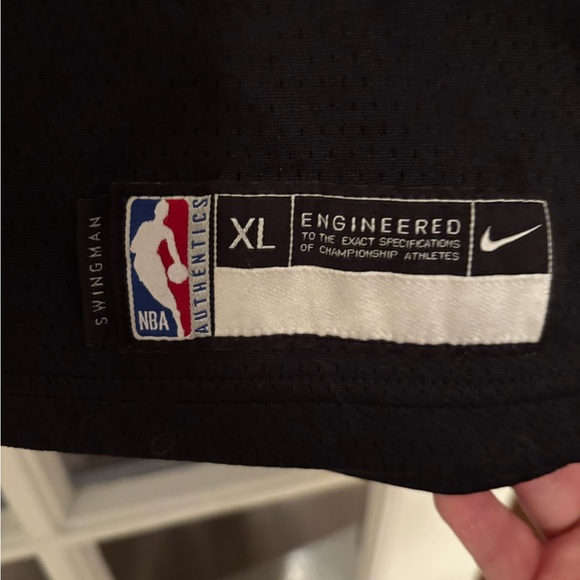 SWINGMAN
NBA
AUTHENTICS
XL
ENGINEERED
TO THE EXACT SPECIFICATIONS
OF CHAMPIONSHIP ATHLETES